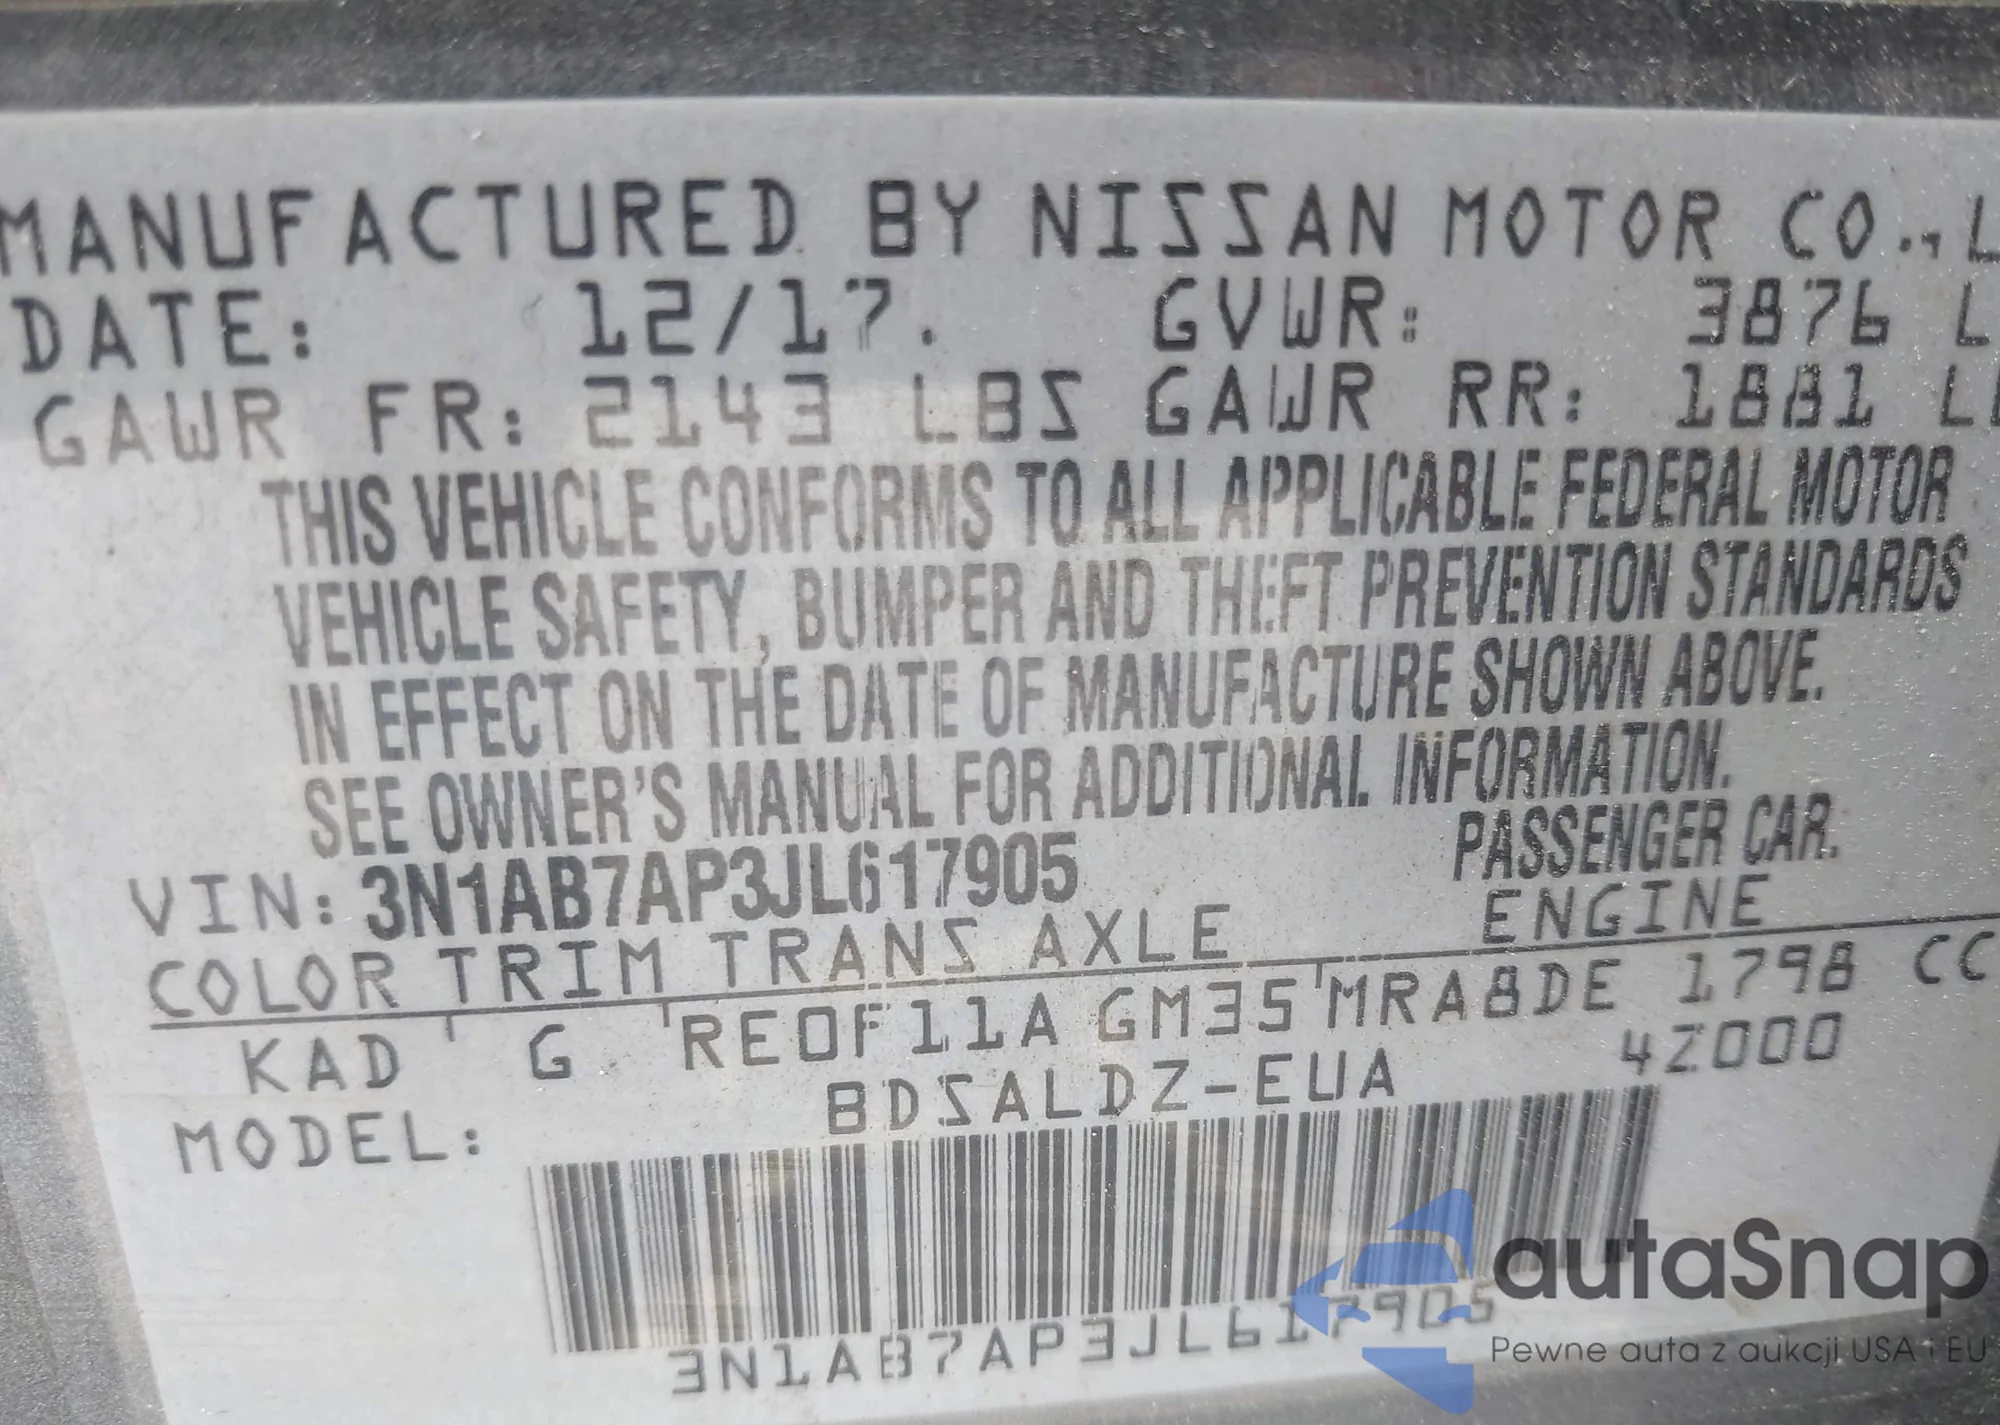 MANUFACTURED BY NISSAN MOTOR CO., L
DATE: 12/17. GVWR: 3876 L
GAWR FR: 2143 LBS GAWR RR: 1881 L
THIS VEHICLE CONFORMS TO ALL APPLICABLE FEDERAL MOTOR
VEHICLE SAFETY, BUMPER AND THEFT PREVENTION STANDARDS
IN EFFECT ON THE DATE OF MANUFACTURE SHOWN ABOVE.
SEE OWNER'S MANUAL FOR ADDITIONAL INFORMATION.
VIN: 3N1AB7AP3JL617905 PASSENGER CAR.
COLOR TRIM TRANS AXLE ENGINE
KAD G RE0F11A GM35 MRA8DE 1798 CC
MODEL: BDSALDZ-EUA 4Z000
3N1AB7AP3JL617905
autaSnap
Pewne auta z aukcji USA i EU